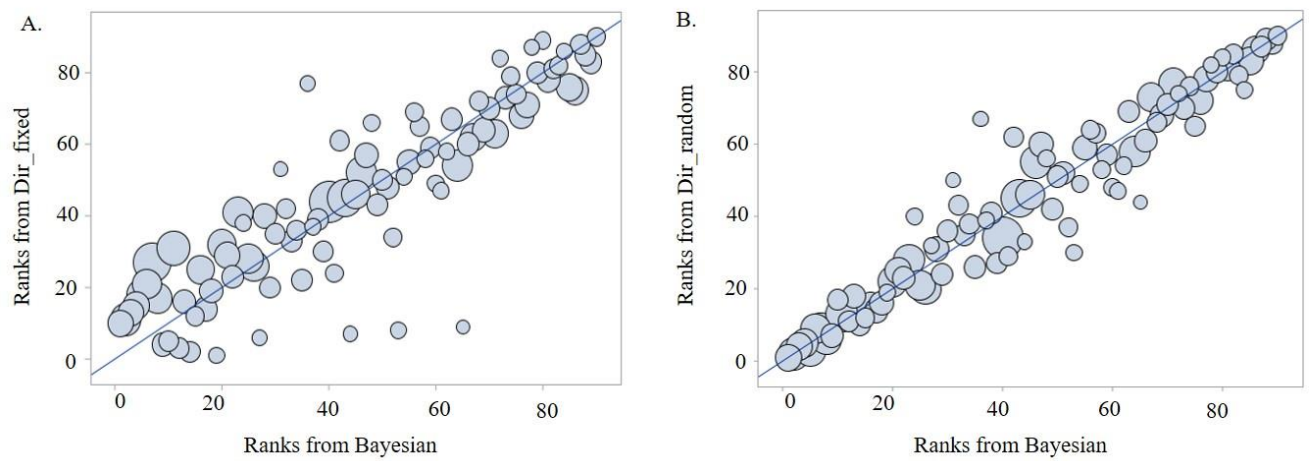 A.
Ranks from Dir_fixed
80
60
40
20
0
0 20 40 60 80
Ranks from Bayesian
B.
Ranks from Dir_random
80
60
40
20
0
0 20 40 60 80
Ranks from Bayesian